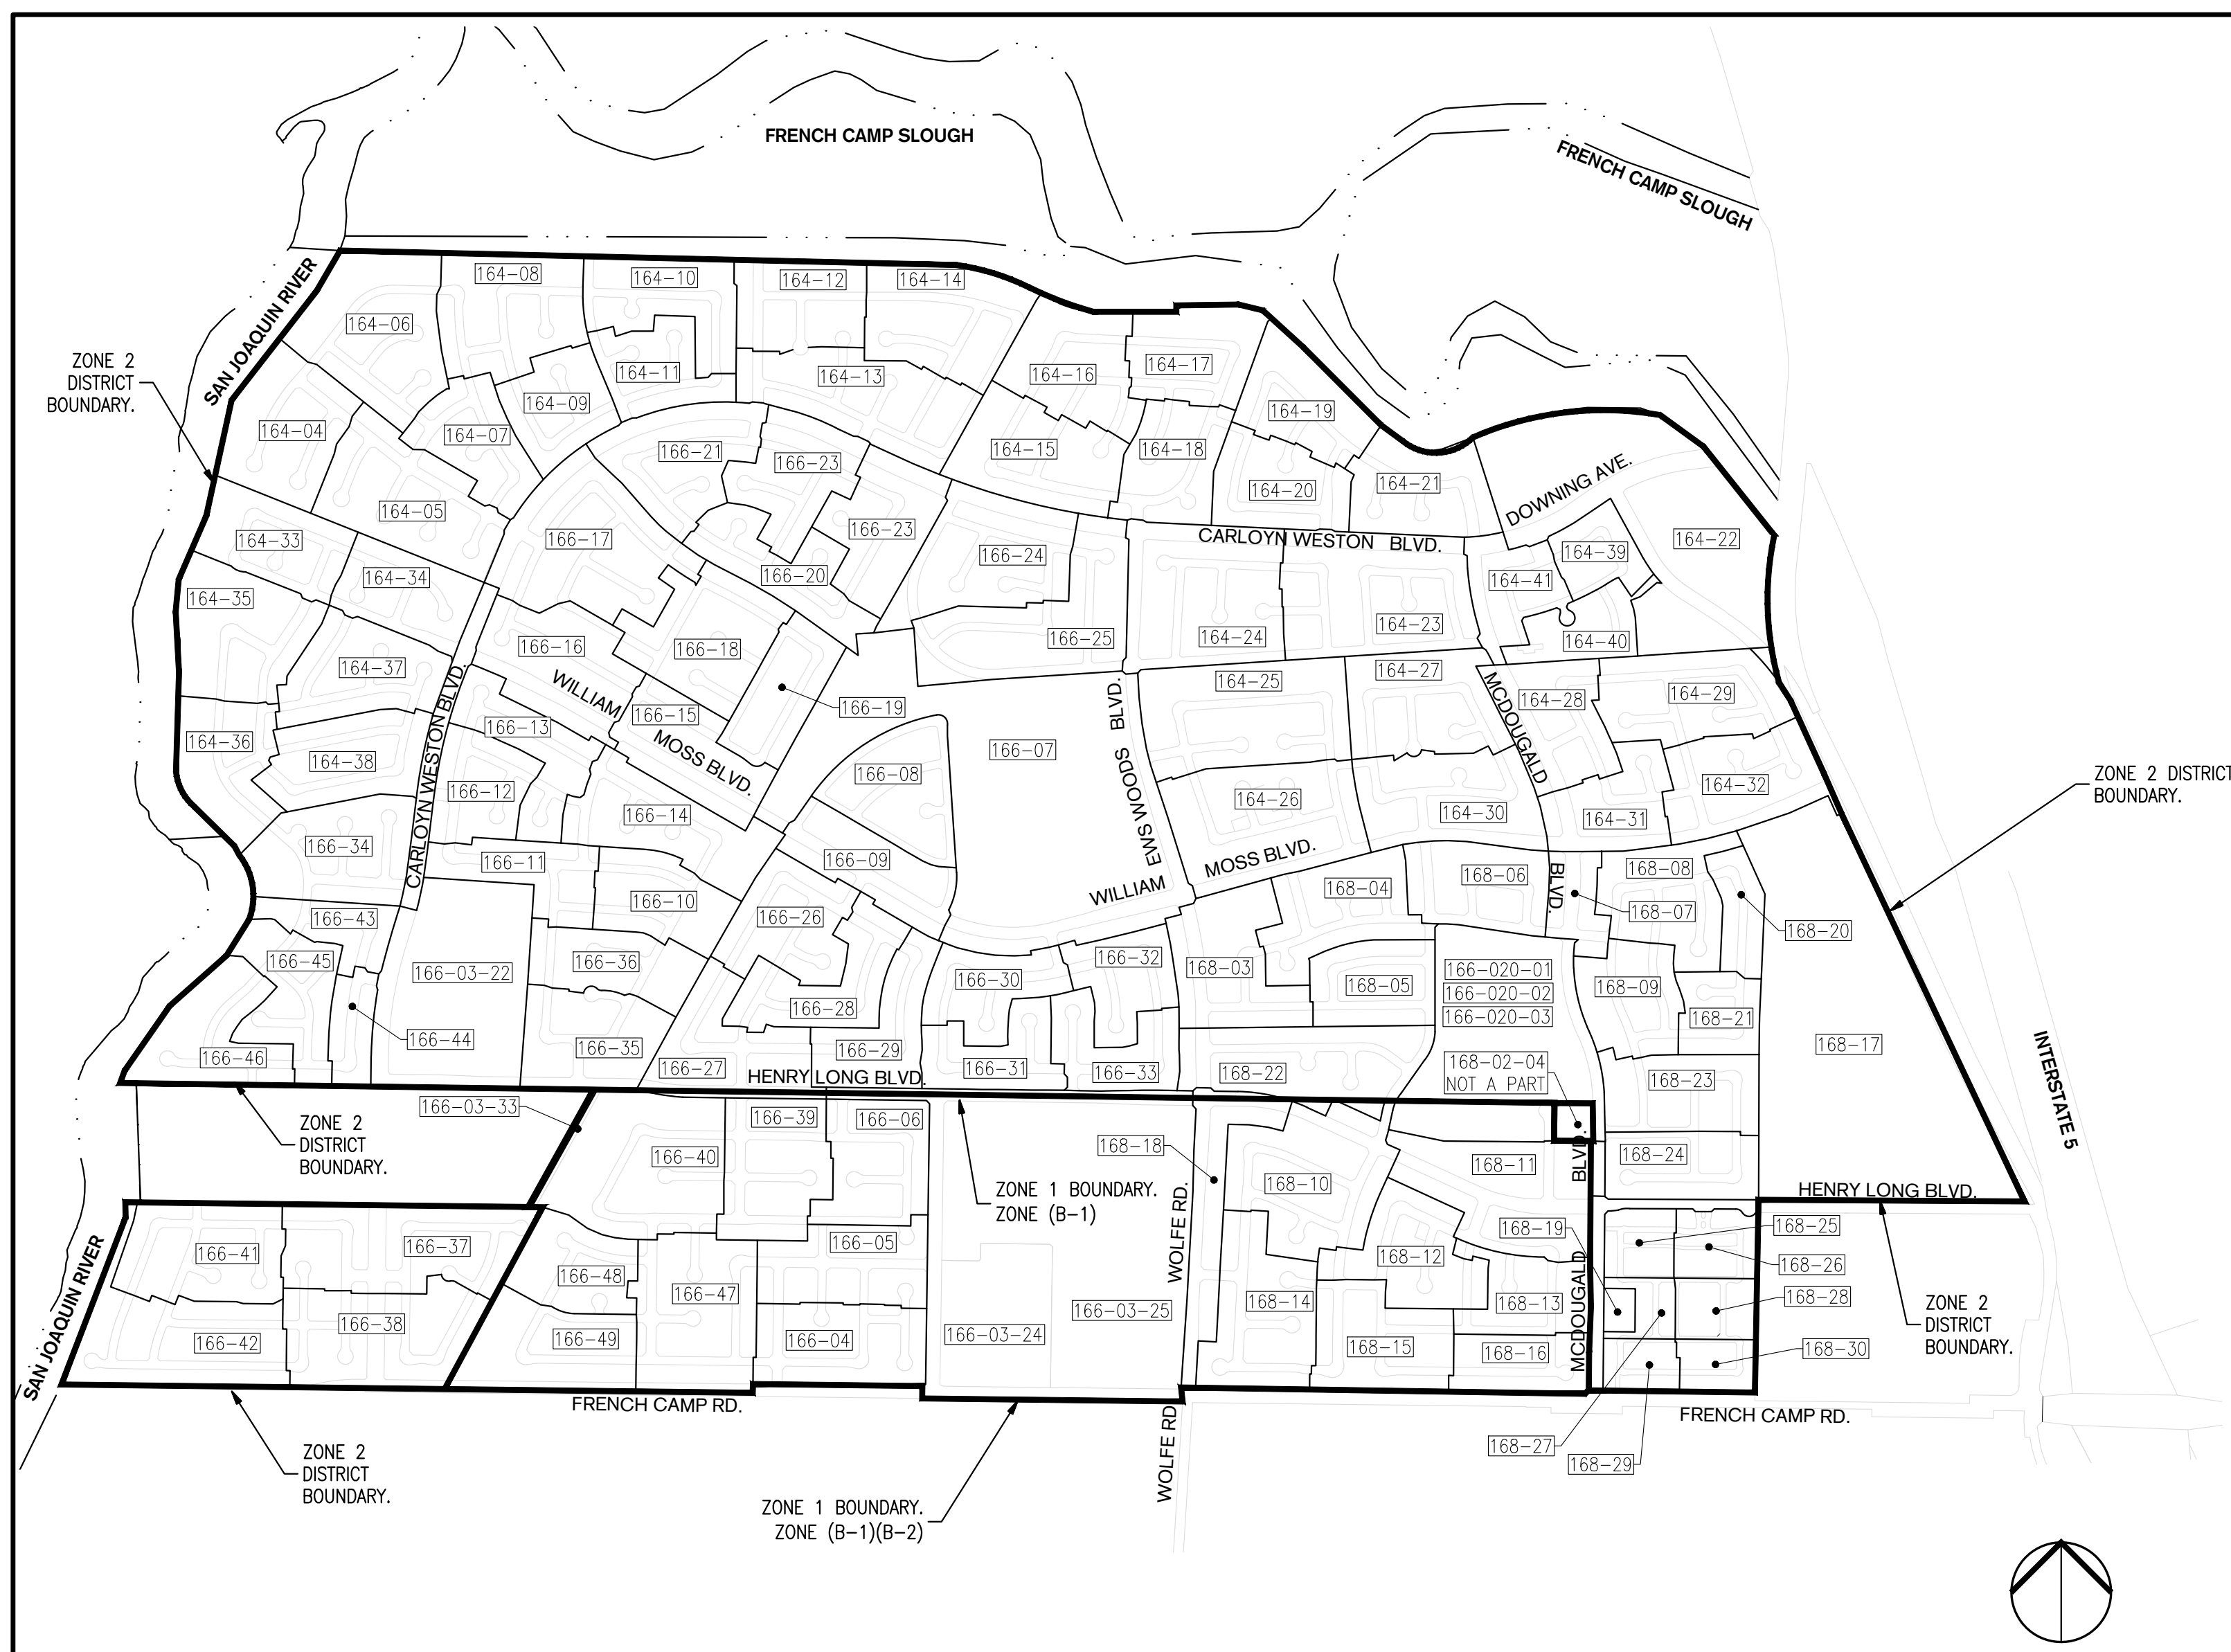 FRENCH CAMP SLOUGH
FRENCH CAMP SLOUGH
SAN JOAQUIN RIVER
164-08
164-10
164-12
164-14
164-06
164-11
164-13
164-16
164-17
ZONE 2
DISTRICT
BOUNDARY.
164-04
164-07
164-09
164-19
166-21
166-23
164-15
164-18
164-20
164-21
DOWNING AVE.
164-05
164-33
166-17
166-23
166-24
CARLOYN WESTON BLVD.
164-39
164-22
164-34
166-20
164-41
164-35
166-16
166-18
166-25
164-24
164-23
164-40
164-37
CARLOYN WESTON BLVD.
WILLIAM
MOSS BLVD.
166-15
166-19
164-25
164-27
MCDOUGALD
164-28
164-29
164-36
164-38
166-13
166-07
EWS WOODS BLVD.
166-12
166-08
164-26
164-30
164-31
164-32
ZONE 2 DISTRICT
BOUNDARY.
166-14
166-34
166-11
166-09
WILLIAM
MOSS BLVD.
168-04
168-06
BLVD.
168-08
166-43
166-10
166-26
168-07
168-20
166-45
166-03-22
166-36
166-30
166-32
168-03
166-020-01
166-020-02
166-020-03
168-05
168-09
166-28
168-21
166-44
166-46
166-35
166-27
166-29
166-31
166-33
168-22
168-02-04
NOT A PART
168-23
168-17
INTERSTATE 5
HENRY LONG BLVD.
166-03-33
ZONE 2
DISTRICT
BOUNDARY.
166-39
166-06
166-40
168-18
168-11
BLVD.
168-24
168-10
ZONE 1 BOUNDARY.
ZONE (B-1)
WOLFE RD.
HENRY LONG BLVD.
168-19
168-25
SAN JOAQUIN RIVER
166-41
166-37
166-05
168-12
168-26
166-48
166-47
166-03-25
168-14
168-13
MCDOUGALD
168-28
166-42
166-38
166-49
166-04
166-03-24
168-15
168-16
168-30
ZONE 2
DISTRICT
BOUNDARY.
FRENCH CAMP RD.
WOLFE RD.
FRENCH CAMP RD.
168-27
168-29
ZONE 2
DISTRICT
BOUNDARY.
ZONE 1 BOUNDARY.
ZONE (B-1)(B-2)